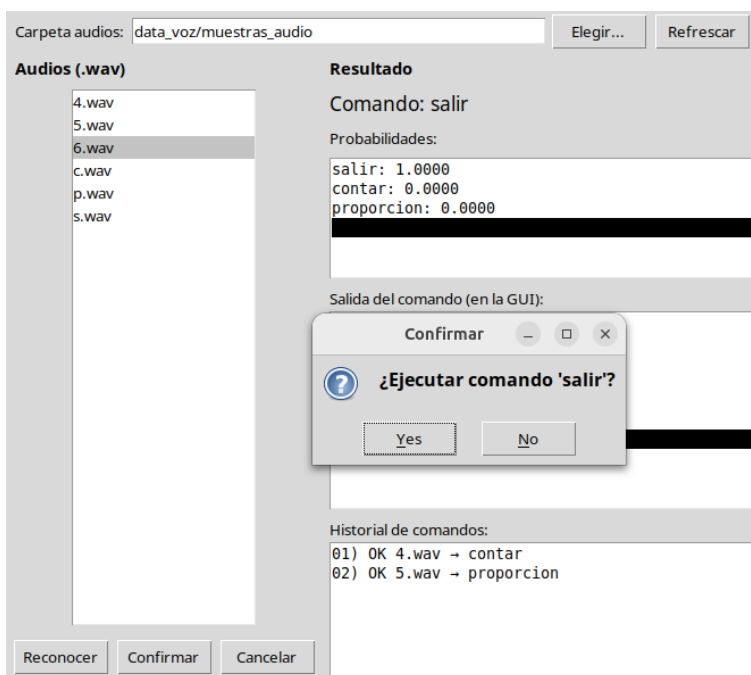 Carpeta audios: data_voz/muestras_audio Elegir... Refrescar
Audios (.wav)
4.wav
5.wav
6.wav
c.wav
p.wav
s.wav
Reconocer Confirmar Cancelar
Resultado
Comando: salir
Probabilidades:
salir: 1.0000
contar: 0.0000
proporcion: 0.0000
Salida del comando (en la GUI):
Confirmar
¿Ejecutar comando 'salir'?
Yes No
Historial de comandos:
01) OK 4.wav → contar
02) OK 5.wav → proporcion